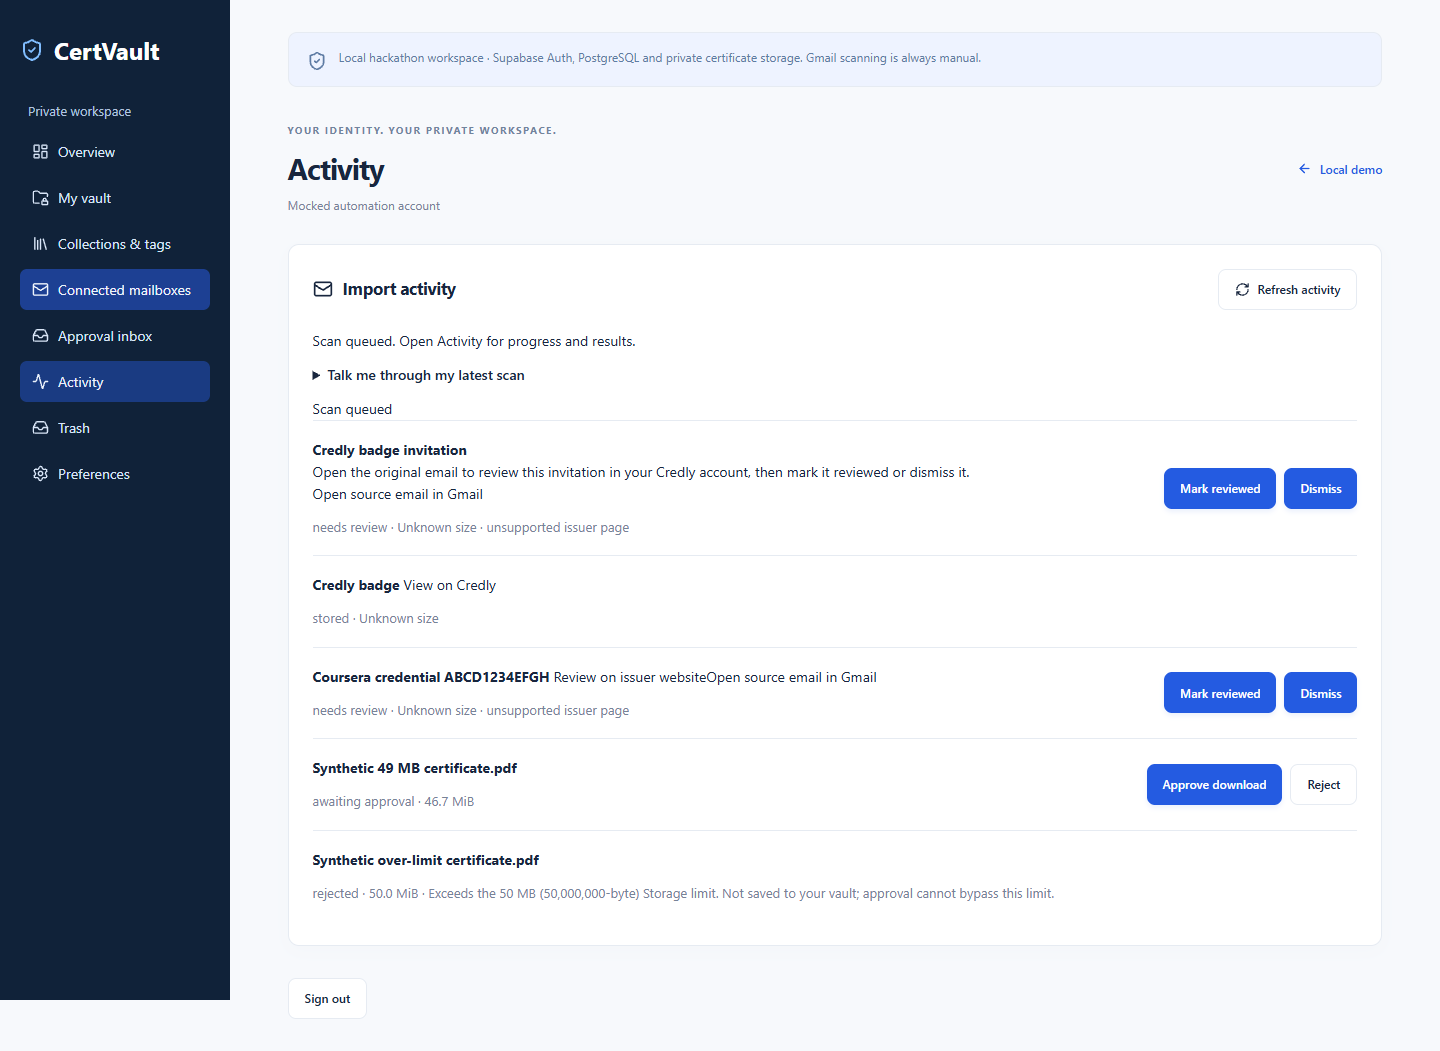 CertVault
Private workspace
Overview
My vault
Collections & tags
Connected mailboxes
Approval inbox
Activity
Trash
Preferences
Local hackathon workspace · Supabase Auth, PostgreSQL and private certificate storage. Gmail scanning is always manual.
YOUR IDENTITY. YOUR PRIVATE WORKSPACE.
Activity
Local demo
Mocked automation account
Import activity
Refresh activity
Scan queued. Open Activity for progress and results.
Talk me through my latest scan
Scan queued
Credly badge invitation
Open the original email to review this invitation in your Credly account, then mark it reviewed or dismiss it.
Open source email in Gmail
needs review · Unknown size · unsupported issuer page
Mark reviewed
Dismiss
Credly badge View on Credly
stored · Unknown size
Coursera credential ABCD1234EFGH Review on issuer websiteOpen source email in Gmail
needs review · Unknown size · unsupported issuer page
Mark reviewed
Dismiss
Synthetic 49 MB certificate.pdf
awaiting approval · 46.7 MiB
Approve download
Reject
Synthetic over-limit certificate.pdf
rejected · 50.0 MiB · Exceeds the 50 MB (50,000,000-byte) Storage limit. Not saved to your vault; approval cannot bypass this limit.
Sign out